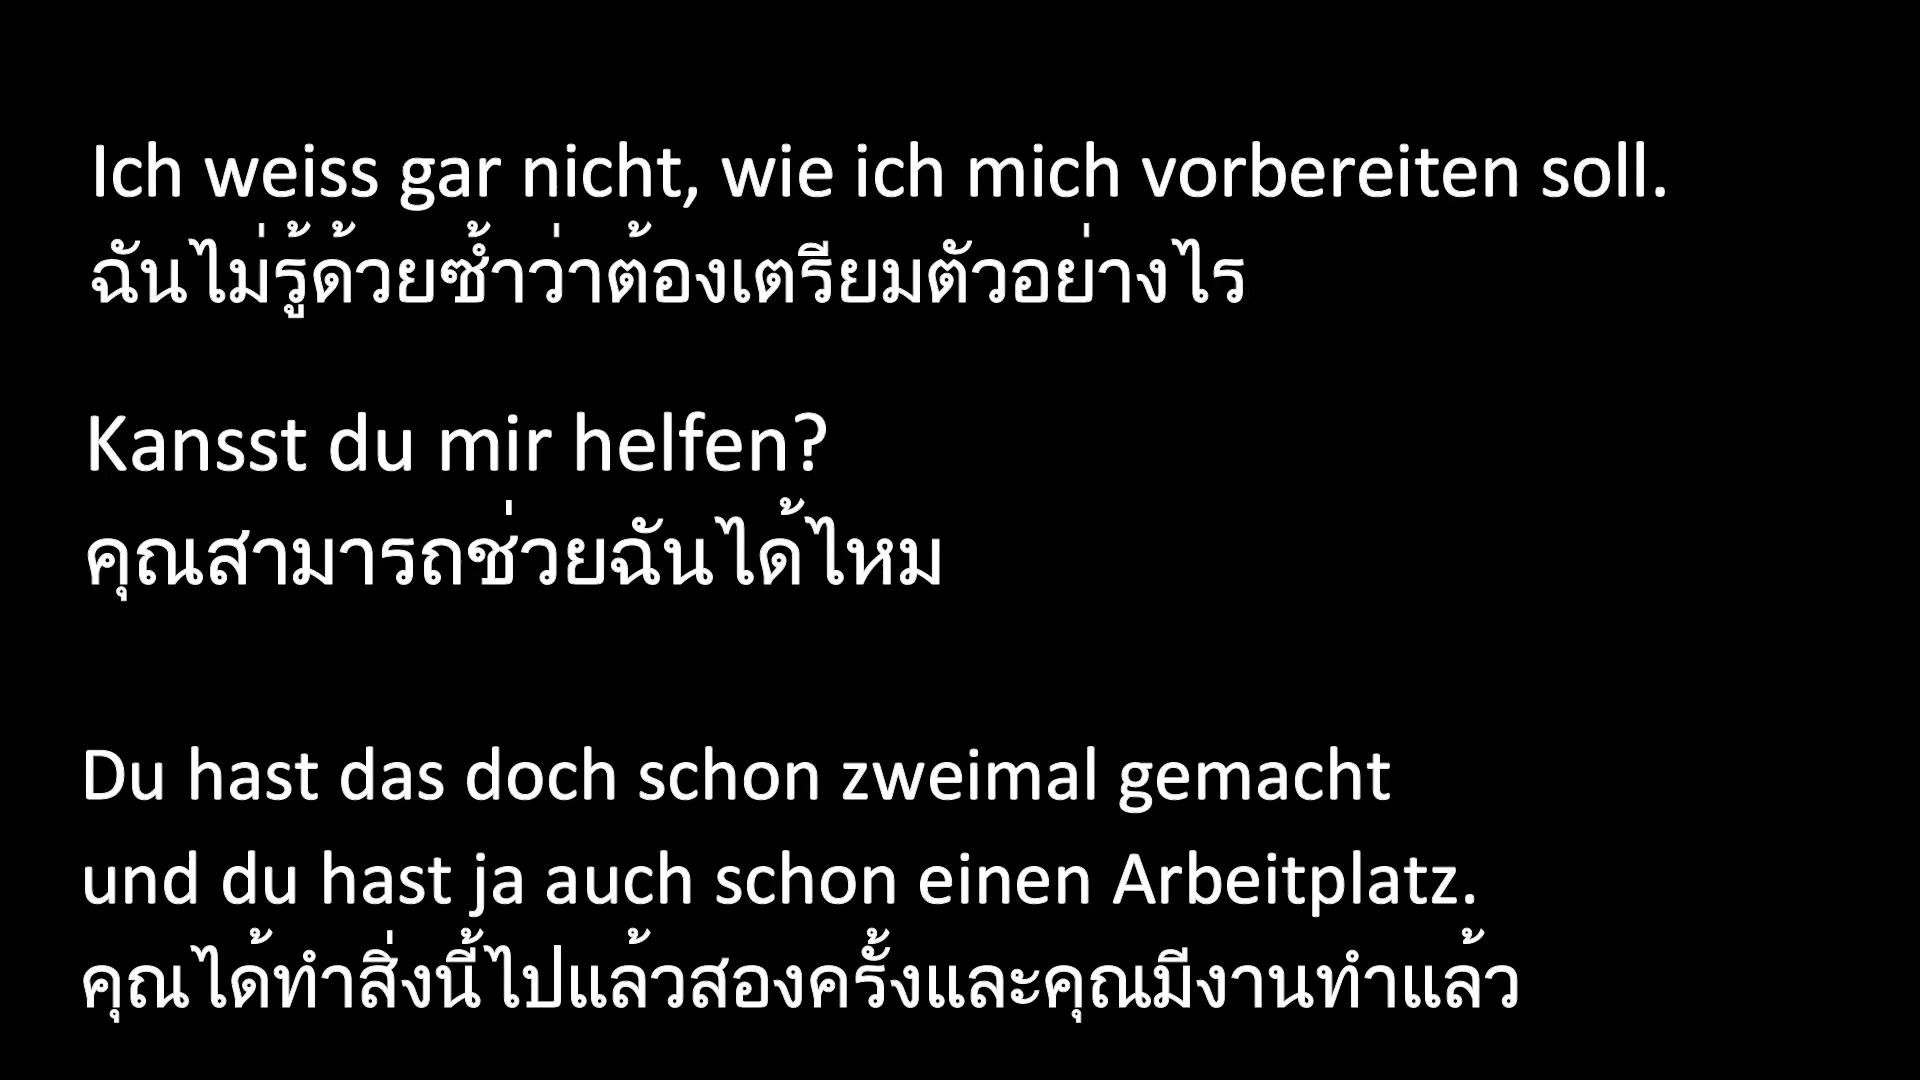 Ich weiss gar nicht, wie ich mich vorbereiten soll.
ฉันไม่รู้ด้วยซ้ำว่าต้องเตรียมตัวอย่างไร
Kansst du mir helfen?
คุณสามารถช่วยฉันได้ไหม
Du hast das doch schon zweimal gemacht
und du hast ja auch schon einen Arbeitplatz.
คุณได้ทำสิ่งนี้ไปแล้วสองครั้งและคุณมีงานทำแล้ว